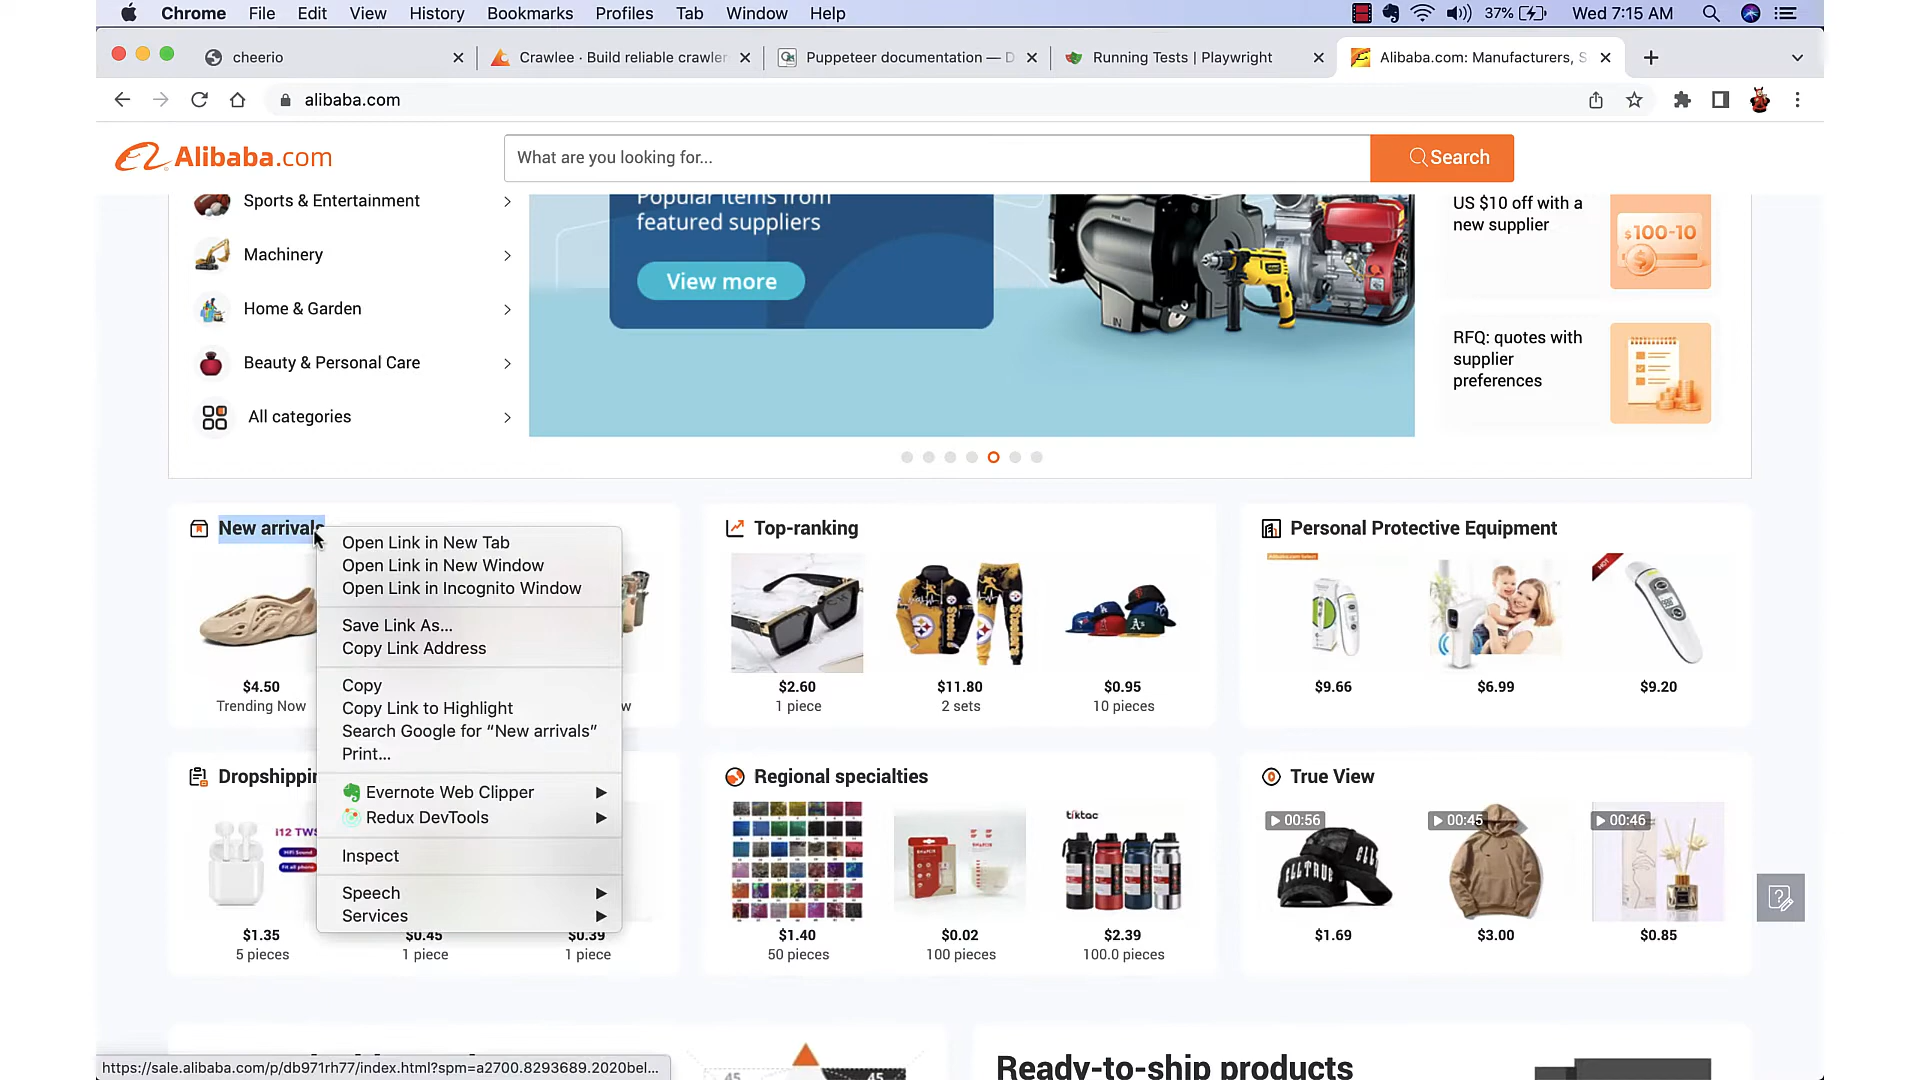 Chrome File Edit View History Bookmarks Profiles Tab Window Help 37% Wed 7:15 AM
cheerio
Crawlee · Build reliable crawler
Puppeteer documentation — D
Running Tests | Playwright
Alibaba.com: Manufacturers, S
alibaba.com
Alibaba.com
What are you looking for...
Search
Sports & Entertainment
Machinery
Home & Garden
Beauty & Personal Care
All categories
Popular items from
featured suppliers
View more
US $10 off with a
new supplier
$100-10
RFQ: quotes with
supplier
preferences
New arrivals
$4.50
Trending Now
w
Open Link in New Tab
Open Link in New Window
Open Link in Incognito Window
Save Link As...
Copy Link Address
Copy
Copy Link to Highlight
Search Google for “New arrivals”
Print...
Evernote Web Clipper
Redux DevTools
Inspect
Speech
Services
Top-ranking
$2.60
1 piece
$11.80
2 sets
$0.95
10 pieces
Personal Protective Equipment
HOT
$9.66
$6.99
$9.20
Dropshippin
i12 TWS
$1.35
5 pieces
$0.45
1 piece
$0.39
1 piece
Regional specialties
tiktac
$1.40
50 pieces
$0.02
100 pieces
$2.39
100.0 pieces
True View
00:56
00:45
00:46
ELLTRUE
$1.69
$3.00
$0.85
https://sale.alibaba.com/p/db971rh77/index.html?spm=a2700.8293689.2020bel...
45
45
Ready-to-ship products